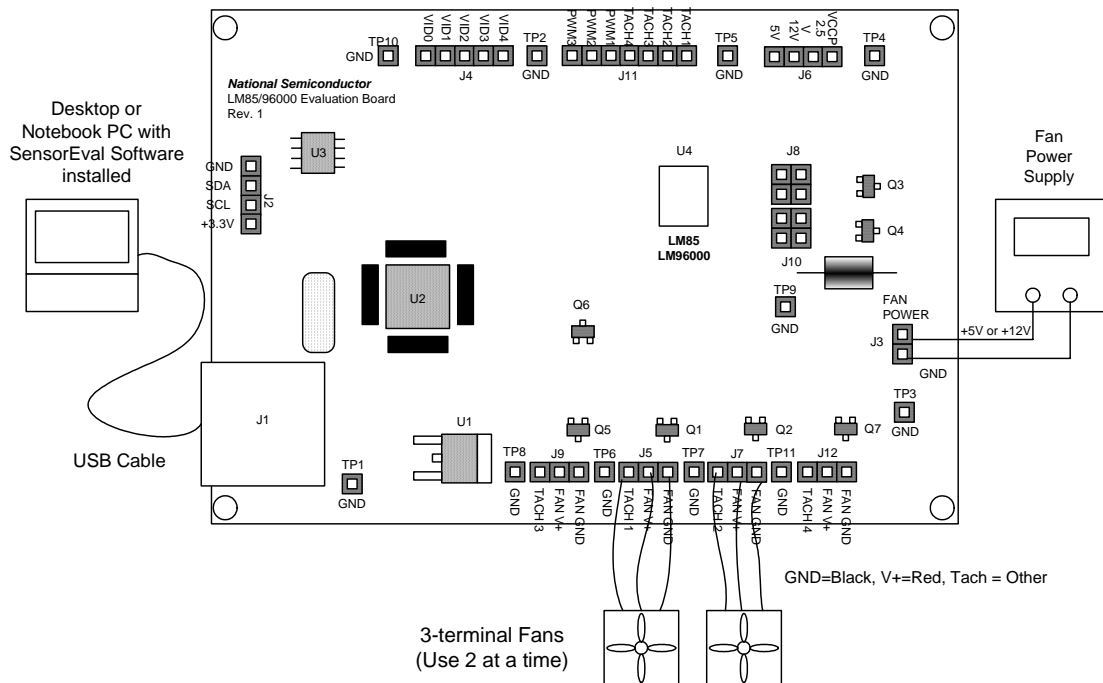 VID0
VID1
VID2
VID3
VID4
PWM3
PWM2
PWM1
TACH4
TACH3
TACH2
TACH1
5V
12V
V
2.5
VCCP
TP10
GND
J4
TP2
GND
J11
TP5
GND
J6
TP4
GND
National Semiconductor
LM85/96000 Evaluation Board
Rev. 1
Desktop or
Notebook PC with
SensorEval Software
installed
U3
U4
J8
Q3
Fan
Power
Supply
GND
SDA
SCL
+3.3V
J2
Q4
LM85
LM96000
J10
U2
Q6
TP9
GND
FAN
POWER
+5V or +12V
J3
GND
TP3
GND
J1
USB Cable
U1
Q5
Q1
Q2
Q7
TP1
GND
TP8
J9
TP6
J5
TP7
J7
TP11
J12
GND
TACH 3
FAN V+
FAN GND
GND
TACH 1
FAN V+
FAN GND
GND
TACH 2
FAN V+
FAN GND
GND
TACH 4
FAN V+
FAN GND
GND=Black, V+=Red, Tach = Other
3-terminal Fans
(Use 2 at a time)